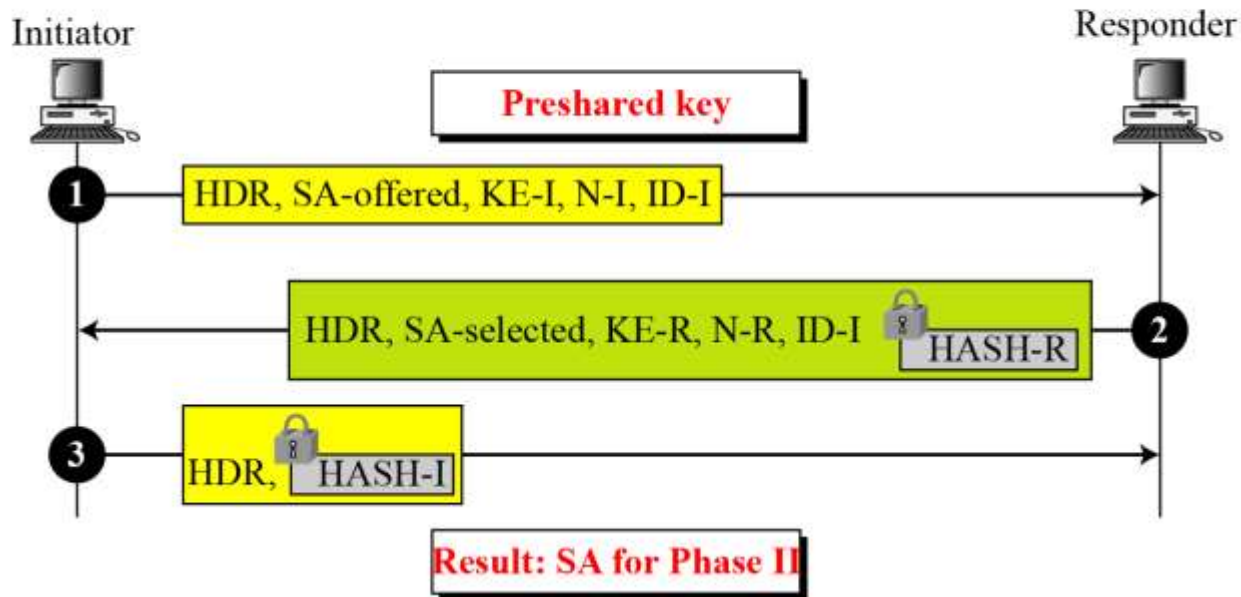 Initiator
Responder
Preshared key
1
HDR, SA-offered, KE-I, N-I, ID-I
HDR, SA-selected, KE-R, N-R, ID-I
HASH-R
2
3
HDR,
HASH-I
Result: SA for Phase II